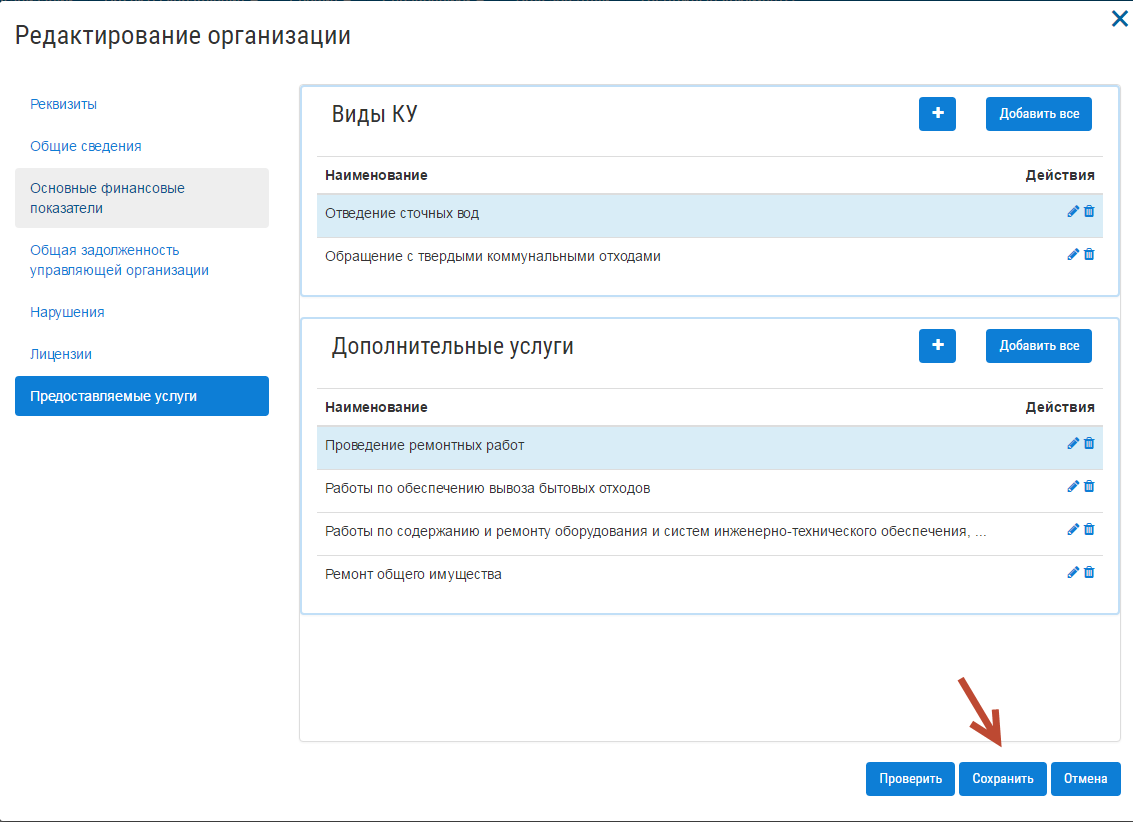 Редактирование организации
Реквизиты
Общие сведения
Основные финансовые
показатели
Общая задолженность
управляющей организации
Нарушения
Лицензии
Предоставляемые услуги
Виды КУ
+
Добавить все
Наименование
Действия
Отведение сточных вод
Обращение с твердыми коммунальными отходами
Дополнительные услуги
+
Добавить все
Наименование
Действия
Проведение ремонтных работ
Работы по обеспечению вывоза бытовых отходов
Работы по содержанию и ремонту оборудования и систем инженерно-технического обеспечения, ...
Ремонт общего имущества
Проверить
Сохранить
Отмена